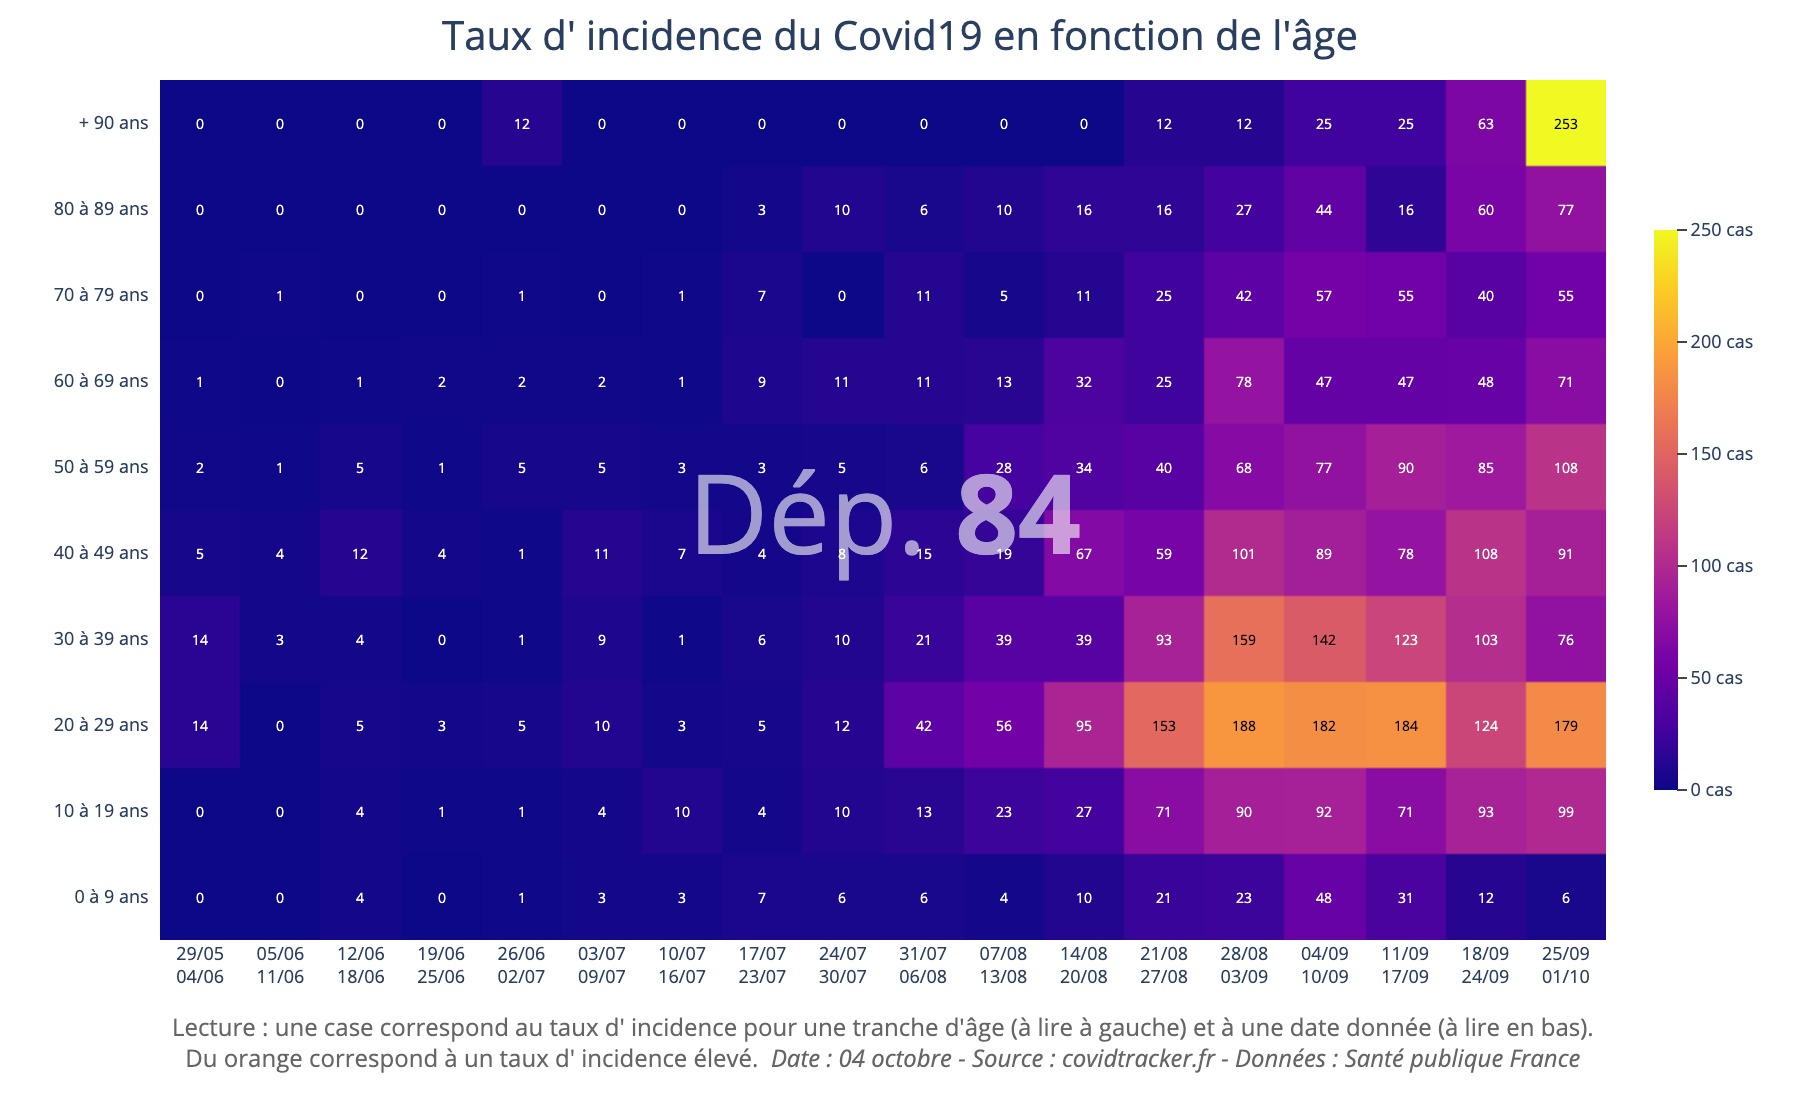 Taux d' incidence du Covid19 en fonction de l'âge
+ 90 ans 0 0 0 0 12 0 0 0 0 0 0 0 12 12 25 25 63 253
80 à 89 ans 0 0 0 0 0 0 0 3 10 6 10 16 16 27 44 16 60 77
250 cas
70 à 79 ans 0 1 0 0 1 0 1 7 0 11 5 11 25 42 57 55 40 55
200 cas
60 à 69 ans 1 0 1 2 2 2 1 9 11 11 13 32 25 78 47 47 48 71
150 cas
50 à 59 ans 2 1 5 1 5 5 3 3 5 6 28 34 40 68 77 90 85 108
Dép. 84
40 à 49 ans 5 4 12 4 1 11 7 4 8 15 19 67 59 101 89 78 108 91
100 cas
30 à 39 ans 14 3 4 0 1 9 1 6 10 21 39 39 93 159 142 123 103 76
50 cas
20 à 29 ans 14 0 5 3 5 10 3 5 12 42 56 95 153 188 182 184 124 179
0 cas
10 à 19 ans 0 0 4 1 1 4 10 4 10 13 23 27 71 90 92 71 93 99
0 à 9 ans 0 0 4 0 1 3 3 7 6 6 4 10 21 23 48 31 12 6
29/05 05/06 12/06 19/06 26/06 03/07 10/07 17/07 24/07 31/07 07/08 14/08 21/08 28/08 04/09 11/09 18/09 25/09
04/06 11/06 18/06 25/06 02/07 09/07 16/07 23/07 30/07 06/08 13/08 20/08 27/08 03/09 10/09 17/09 24/09 01/10
Lecture : une case correspond au taux d' incidence pour une tranche d'âge (à lire à gauche) et à une date donnée (à lire en bas).
Du orange correspond à un taux d' incidence élevé. Date : 04 octobre - Source : covidtracker.fr - Données : Santé publique France